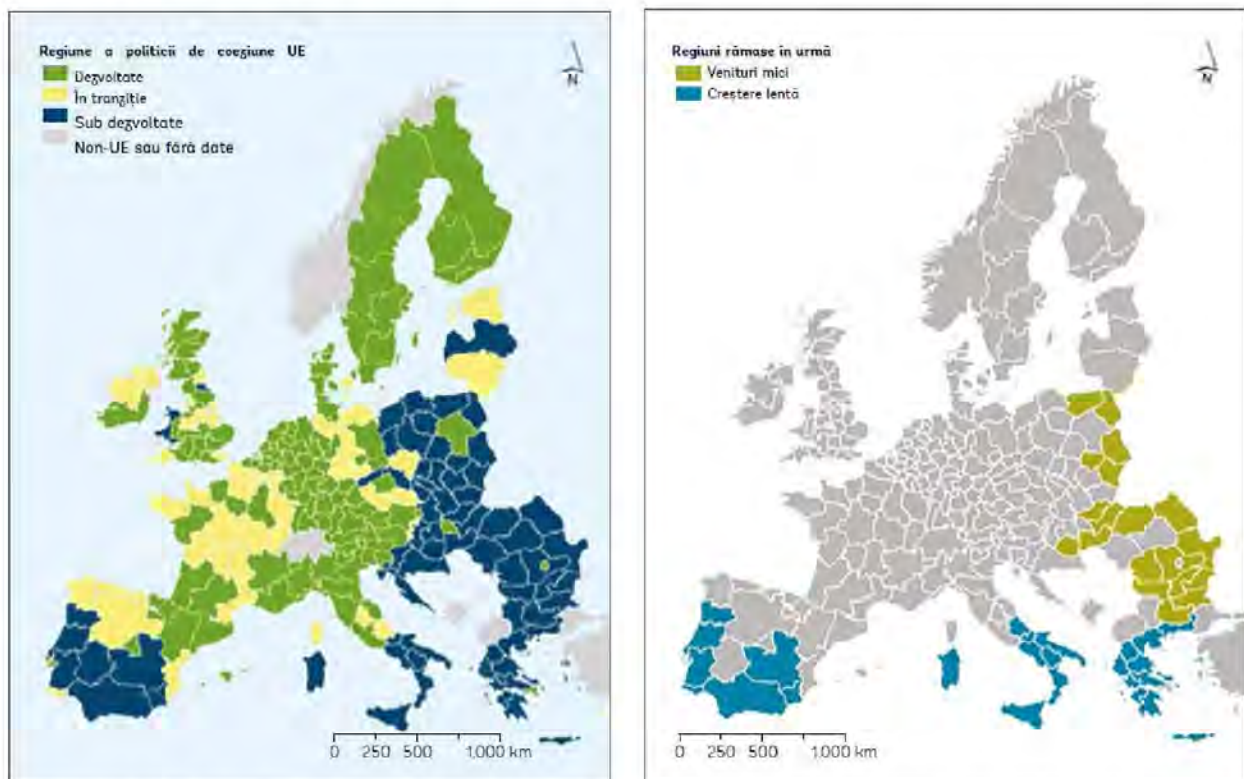 Regiune a politicii de coeziune UE
Dezvoltate
În tranziție
Sub dezvoltate
Non-UE sau fără date
N
0 250 500 1.000 km
Regiuni rămase în urmă
Venituri mici
Creștere lentă
N
0 250 500 1.000 km